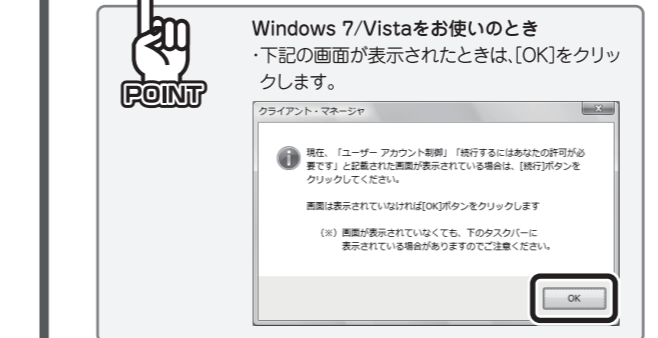 Windows 7/Vistaをお使いのとき
・下記の画面が表示されたときは、[OK]をクリッ
クします。
POINT
クライアント・マネージャ
x
現在、「ユーザー アカウント制御」「続行するにはあなたの許可が必
要です」と記載された画面が表示されている場合は、[続行]ボタンを
クリックしてください。
画面は表示されていなければ[OK]ボタンをクリックします
(※) 画面が表示されていなくても、下のタスクバーに
表示されている場合がありますのでご注意ください。
OK